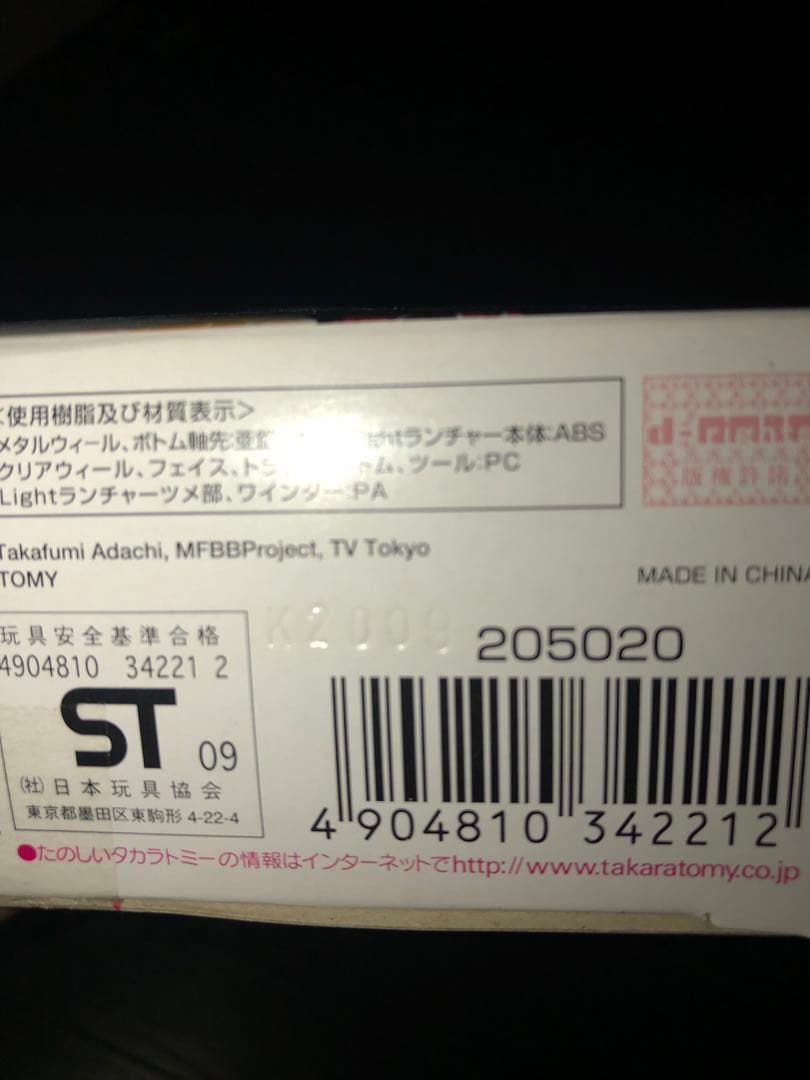 <使用樹脂及び材質表示>
メタルウィール、ボトム軸先:亜 ランチャー本体:ABS
クリアウィール、フェイス、ト ム、ツール:PC
Lightランチャーツメ部、ワインダー:PA
版権許諾
Takafumi Adachi, MFBBProject, TV Tokyo
TOMY
MADE IN CHINA
玩具安全基準合格
4904810 34221 2
ST 09
(社)日本玩具協会
東京都墨田区東駒形 4-22-4
205020
4 904810 342212
●たのしいタカラトミーの情報はインターネットでhttp://www.takaratomy.co.jp